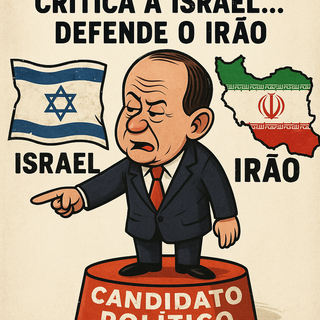 CRITICA A ISRAEL...
DEFENDE O IRÃO
ISRAEL
IRÃO
CANDIDATO
POLÍTICO